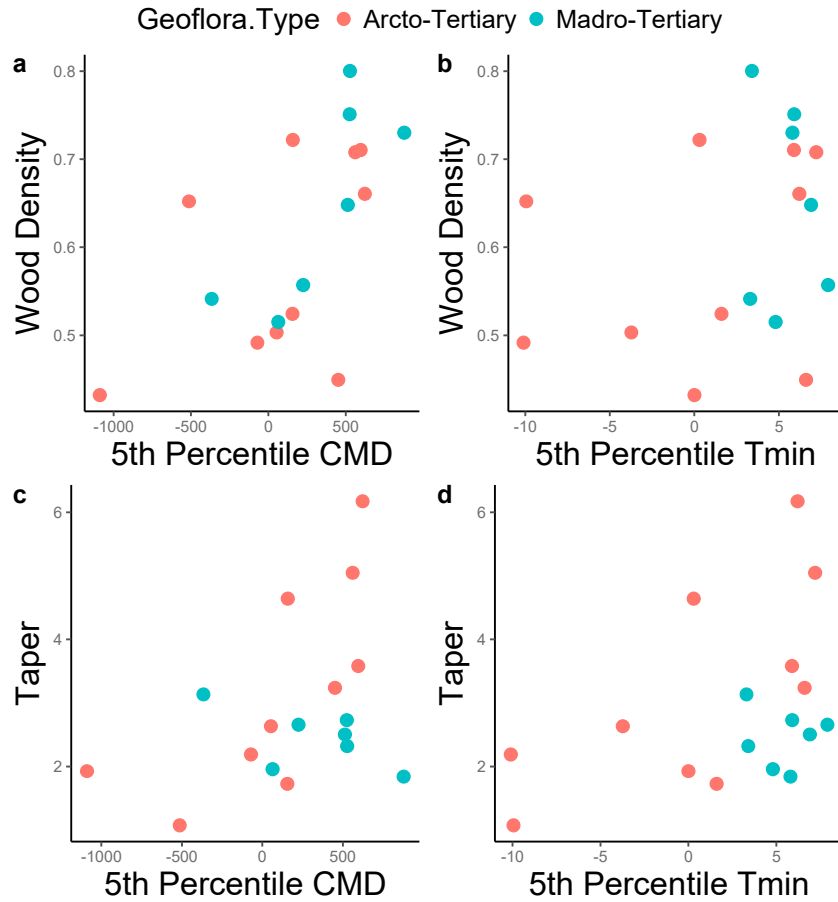 Geoflora.Type Arcto-Tertiary Madro-Tertiary
a
0.8
0.7
0.6
0.5
Wood Density
-1000 0 500
5th Percentile CMD
b
0.8
0.7
0.6
0.5
Wood Density
-10 -5 0 5
5th Percentile Tmin
c
6
4
2
Taper
-1000 0 500
5th Percentile CMD
d
6
4
2
Taper
-10 -5 0 5
5th Percentile Tmin